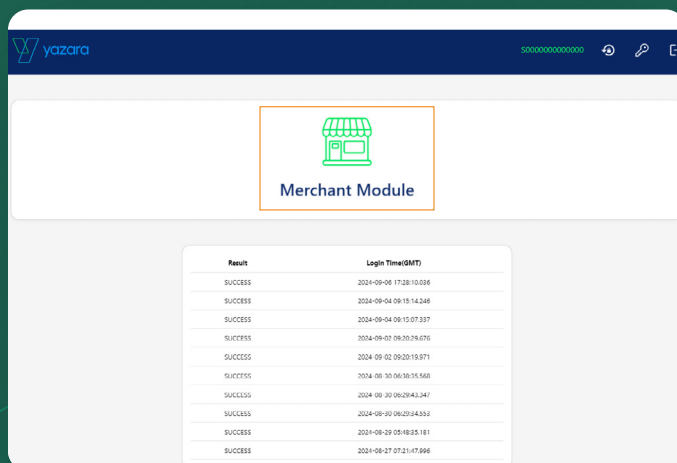 yazara
S0000000000000
Merchant Module
Result Login Time(GMT)
SUCCESS 2024-09-06 17:28:10.036
SUCCESS 2024-09-04 09:15:14.246
SUCCESS 2024-09-04 09:15:07.337
SUCCESS 2024-09-02 09:20:29.676
SUCCESS 2024-09-02 09:20:19.971
SUCCESS 2024-08-30 06:38:35.568
SUCCESS 2024-08-30 06:29:43.347
SUCCESS 2024-08-30 06:29:34.553
SUCCESS 2024-08-29 05:48:35.181
SUCCESS 2024-08-27 07:21:47.996